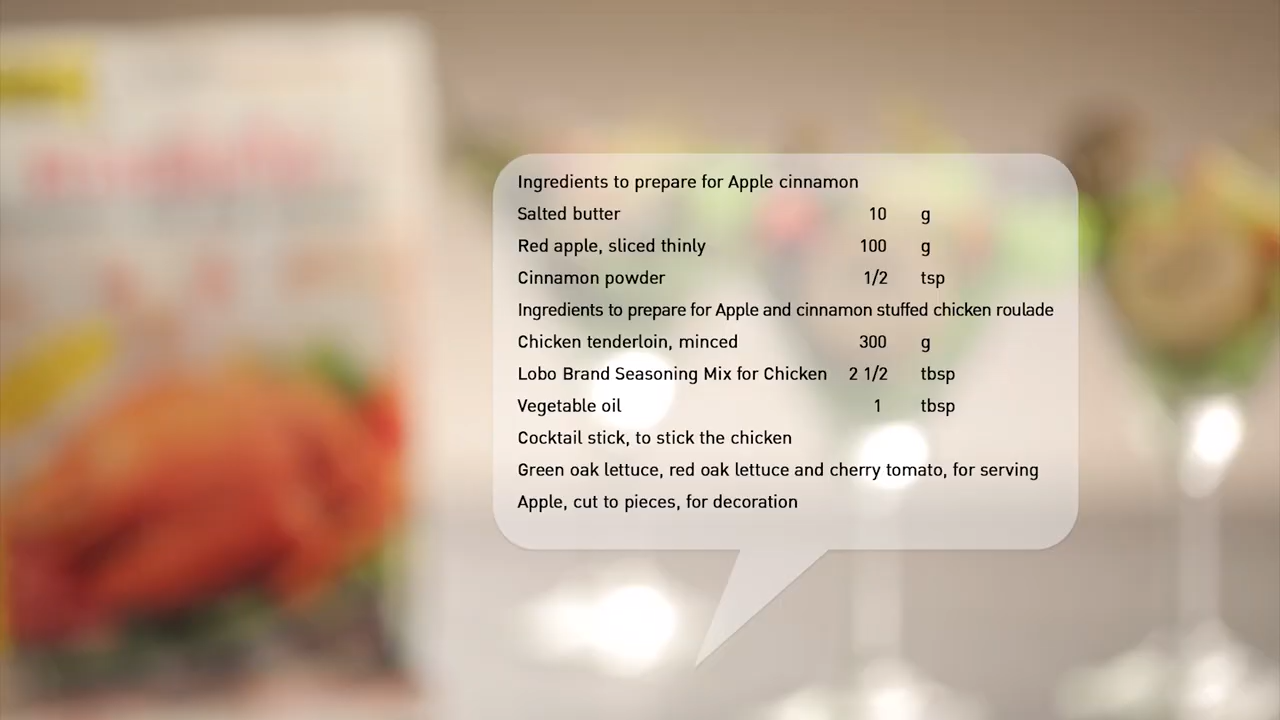 Ingredients to prepare for Apple cinnamon
Salted butter 10 g
Red apple, sliced thinly 100 g
Cinnamon powder 1/2 tsp
Ingredients to prepare for Apple and cinnamon stuffed chicken roulade
Chicken tenderloin, minced 300 g
Lobo Brand Seasoning Mix for Chicken 2 1/2 tbsp
Vegetable oil 1 tbsp
Cocktail stick, to stick the chicken
Green oak lettuce, red oak lettuce and cherry tomato, for serving
Apple, cut to pieces, for decoration